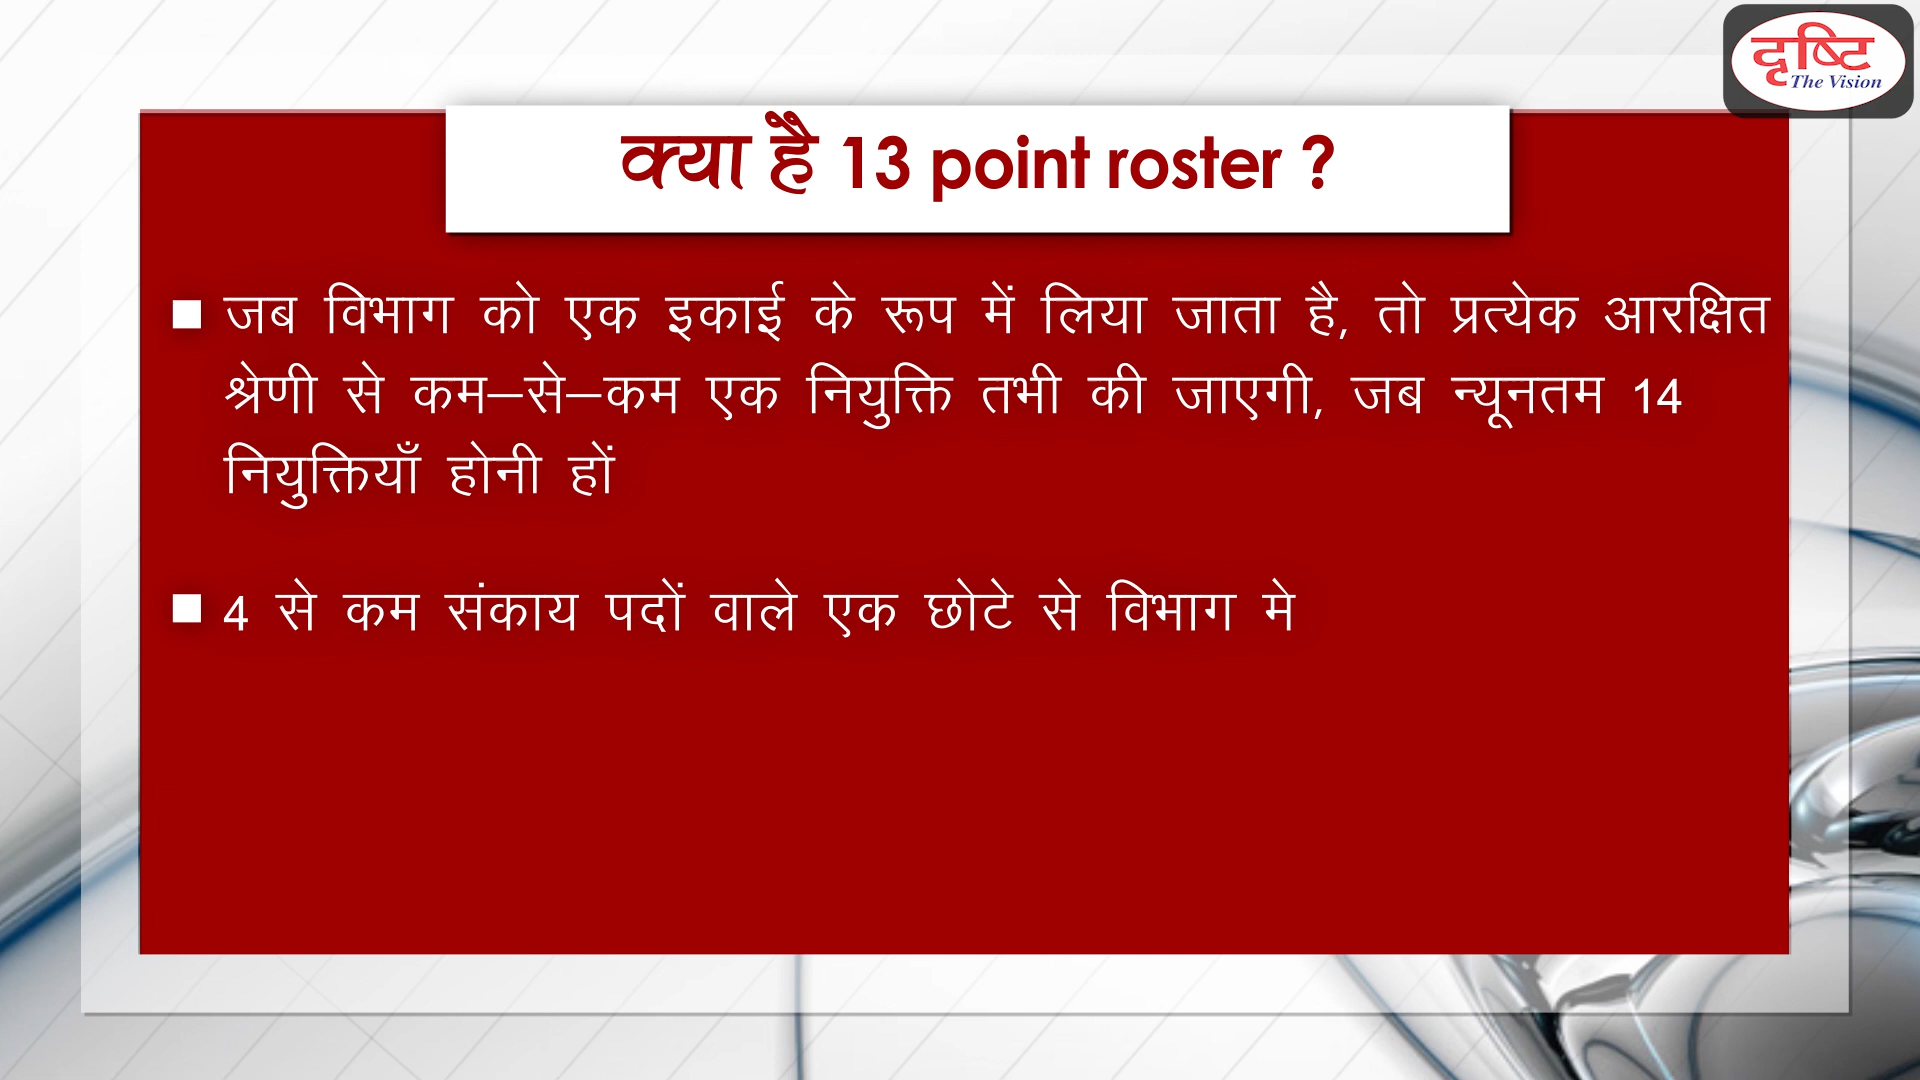 दृष्टि
The Vision
क्या है 13 point roster ?
■ जब विभाग को एक इकाई के रूप में लिया जाता है, तो प्रत्येक आरक्षित
श्रेणी से कम–से–कम एक नियुक्ति तभी की जाएगी, जब न्यूनतम 14
नियुक्तियाँ होनी हों
■ 4 से कम संकाय पदों वाले एक छोटे से विभाग मे